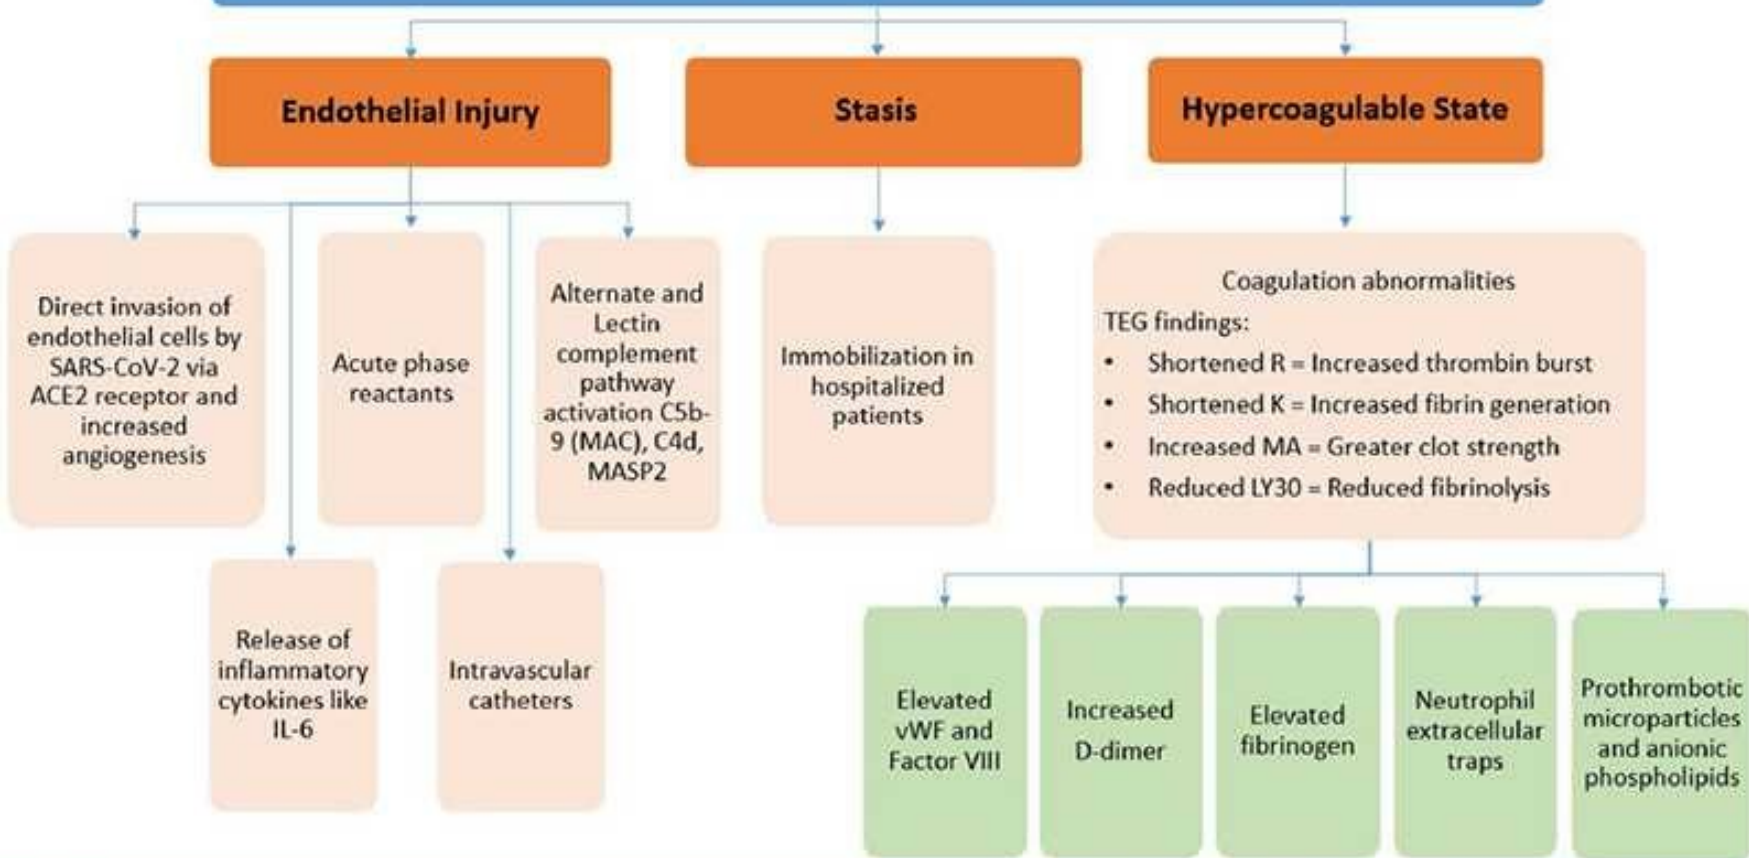 Endothelial Injury
Stasis
Hypercoagulable State
Direct invasion of
endothelial cells by
SARS-CoV-2 via
ACE2 receptor and
increased
angiogenesis
Acute phase
reactants
Alternate and
Lectin
complement
pathway
activation C5b-
9 (MAC), C4d,
MASP2
Immobilization in
hospitalized
patients
Coagulation abnormalities
TEG findings:
• Shortened R = Increased thrombin burst
• Shortened K = Increased fibrin generation
• Increased MA = Greater clot strength
• Reduced LY30 = Reduced fibrinolysis
Release of
inflammatory
cytokines like
IL-6
Intravascular
catheters
Elevated
vWF and
Factor VIII
Increased
D-dimer
Elevated
fibrinogen
Neutrophil
extracellular
traps
Prothrombotic
microparticles
and anionic
phospholipids